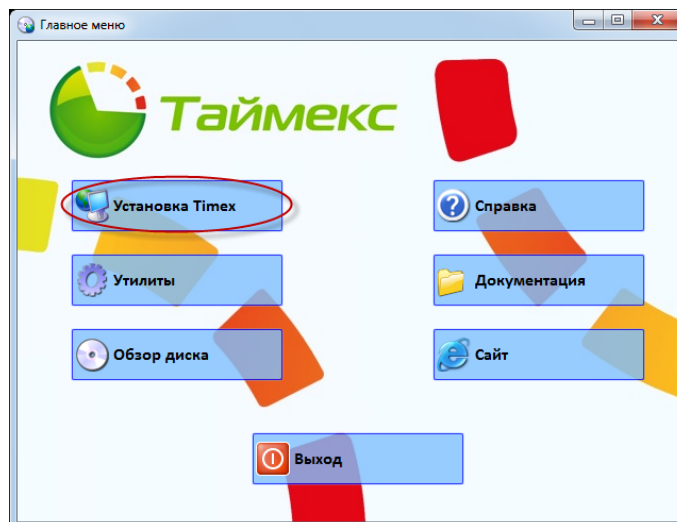 Главное меню
Таймекс
Установка Timex
Справка
Утилиты
Документация
Обзор диска
Сайт
Выход